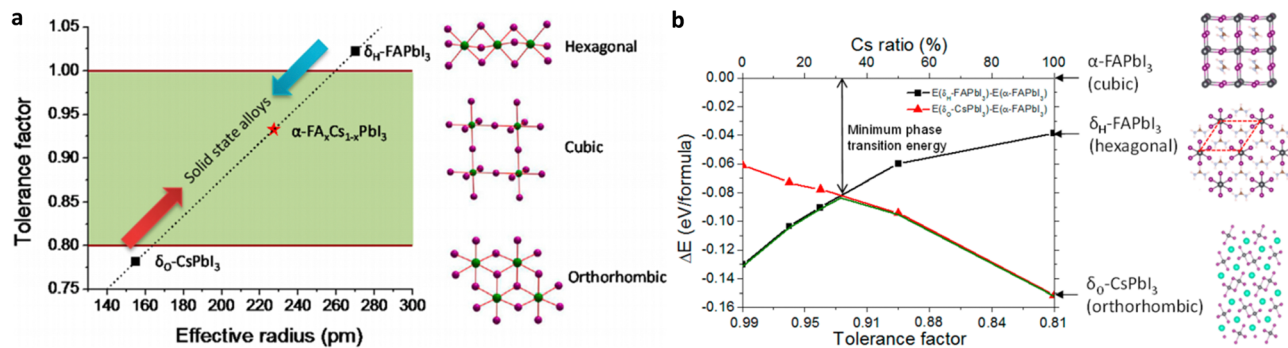 a
1.05
1.00
0.95
0.90
0.85
0.80
0.75
Tolerance factor
140 160 180 200 220 240 260 280 300
Effective radius (pm)
δH-FAPbI3
Solid state alloys
α-FAxCs1-xPbI3
δO-CsPbI3
Hexagonal
Cubic
Orthorhombic
b
Cs ratio (%)
0 20 40 60 80 100
0.00
-0.02
-0.04
-0.06
-0.08
-0.10
-0.12
-0.14
-0.16
ΔE (eV/formula)
E(δH-FAPbI3)-E(α-FAPbI3)
E(δO-CsPbI3)-E(α-FAPbI3)
Minimum phase
transition energy
0.99 0.95 0.91 0.88 0.84 0.81
Tolerance factor
α-FAPbI3
(cubic)
δH-FAPbI3
(hexagonal)
δO-CsPbI3
(orthorhombic)